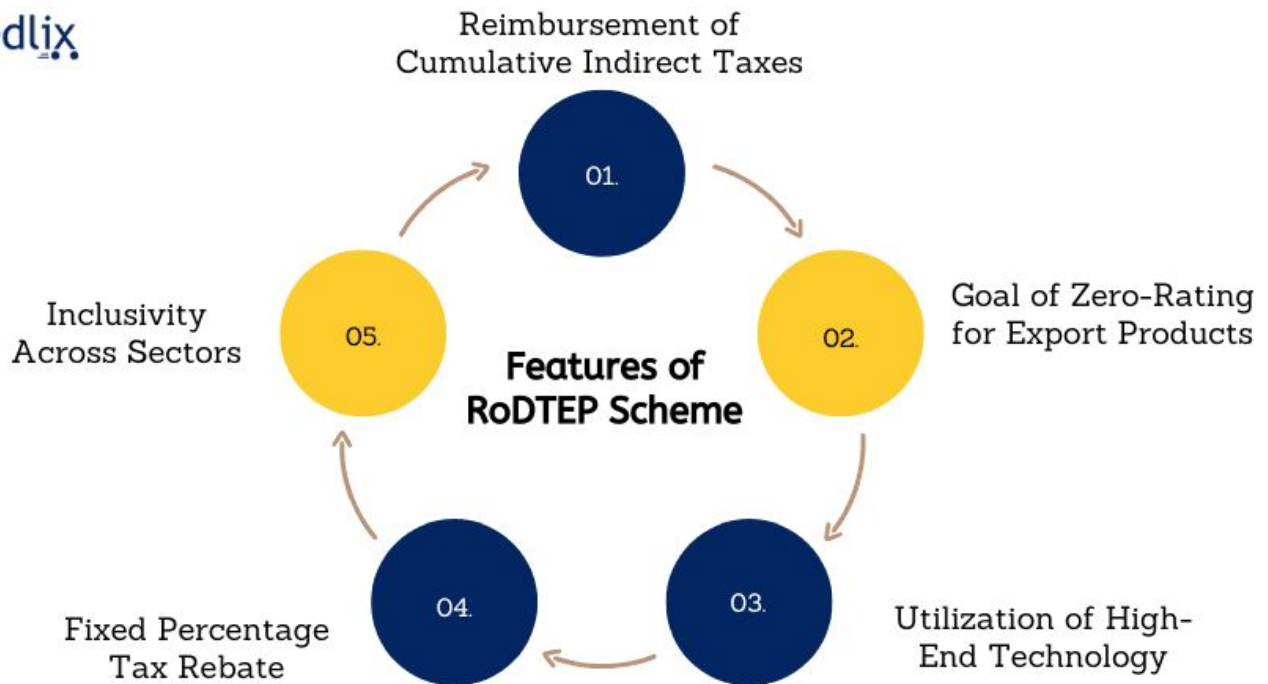 dlix
Reimbursement of
Cumulative Indirect Taxes
01.
02.
Goal of Zero-Rating
for Export Products
03.
Utilization of High-
End Technology
04.
Fixed Percentage
Tax Rebate
05.
Inclusivity
Across Sectors
Features of
RoDTEP Scheme